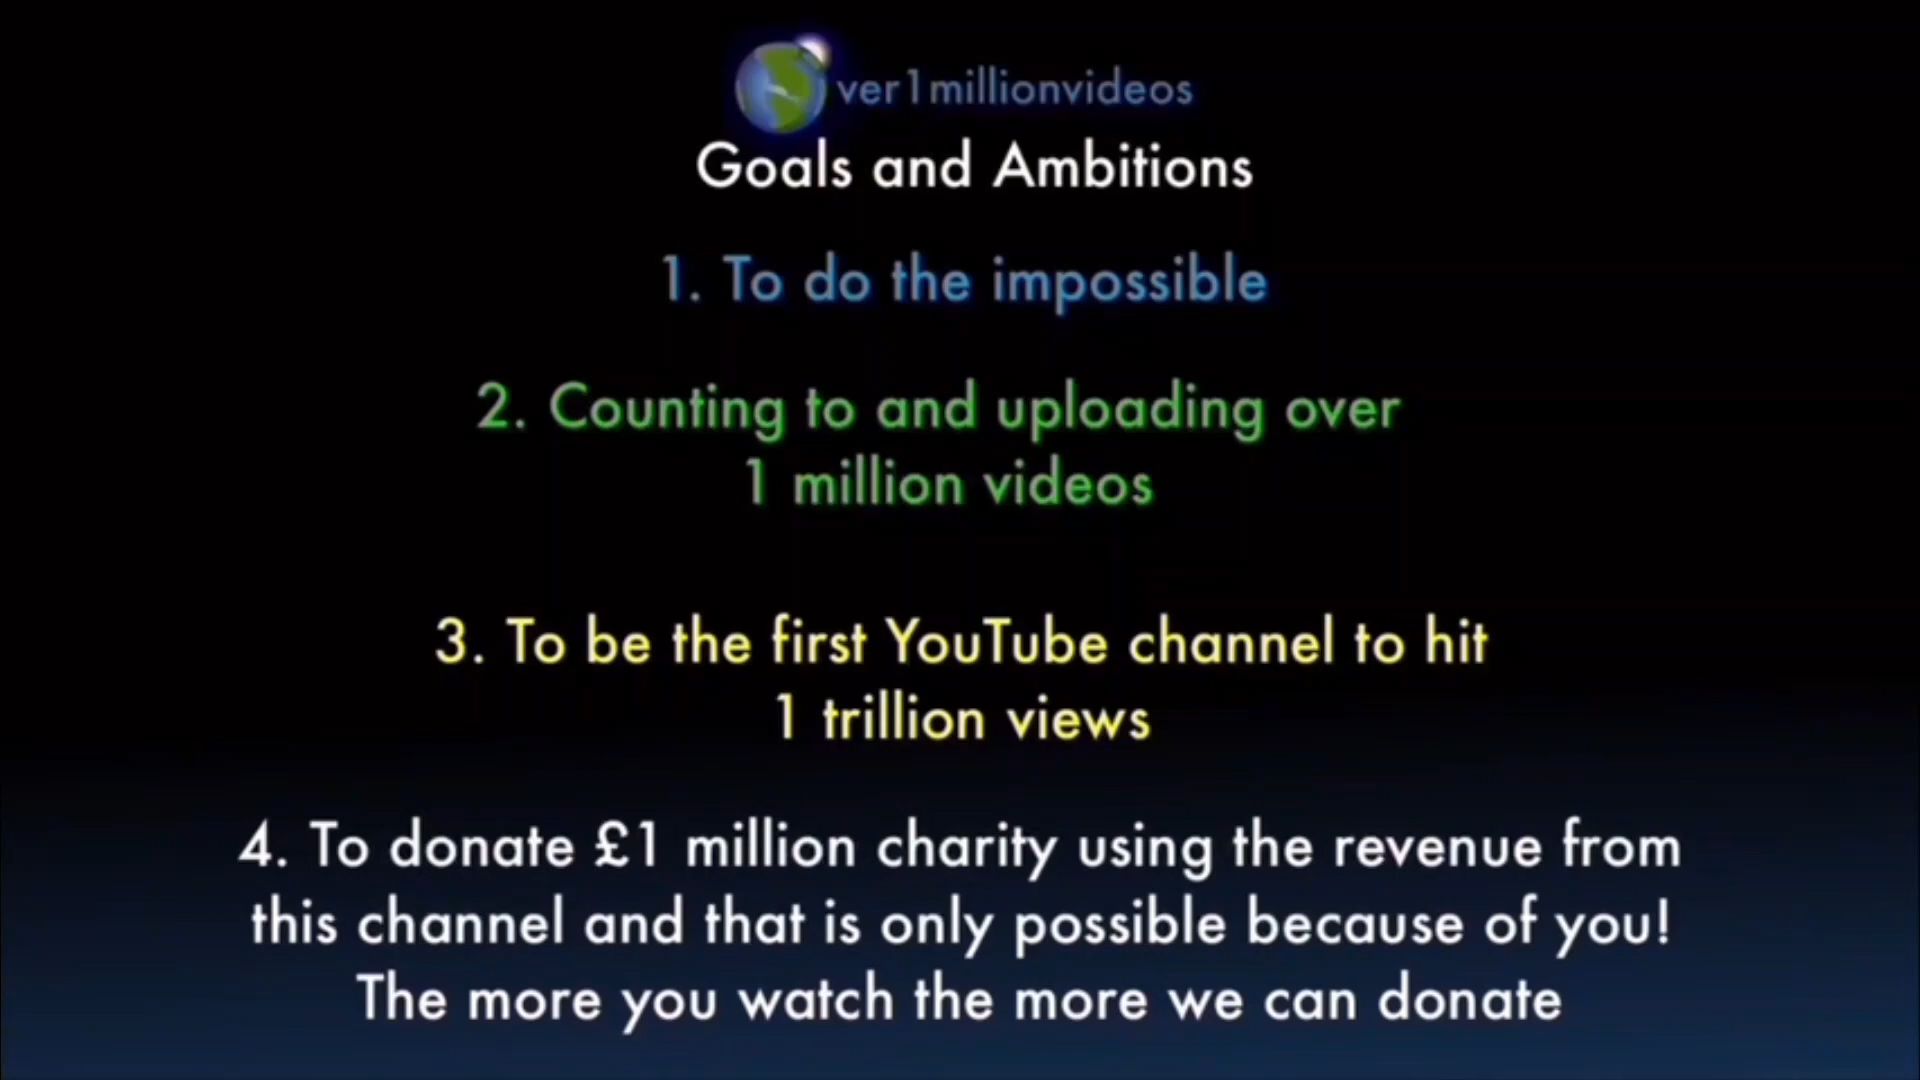 ver1millionvideos
Goals and Ambitions
1. To do the impossible
2. Counting to and uploading over
1 million videos
3. To be the first YouTube channel to hit
1 trillion views
4. To donate £1 million charity using the revenue from
this channel and that is only possible because of you!
The more you watch the more we can donate